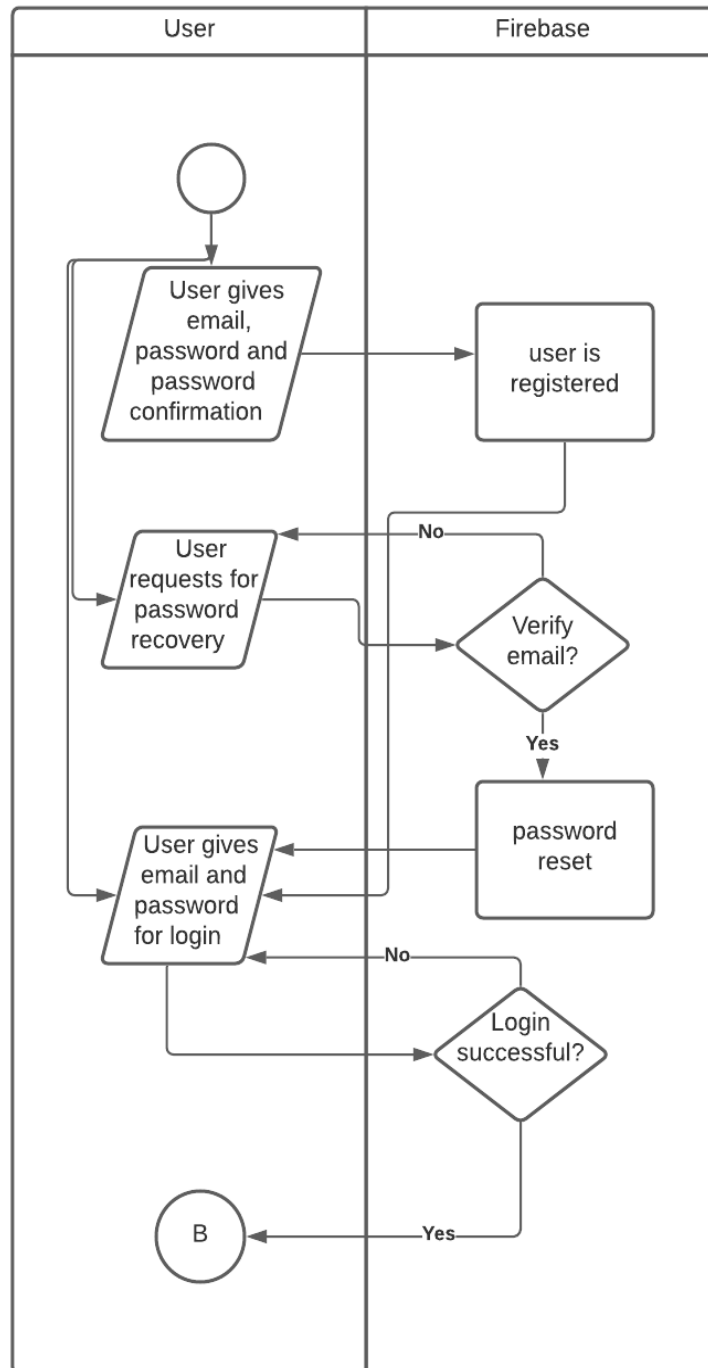 User
Firebase
User gives
email,
password and
password
confirmation
user is
registered
No
User
requests for
password
recovery
Verify
email?
Yes
password
reset
User gives
email and
password
for login
No
Login
successful?
B
Yes